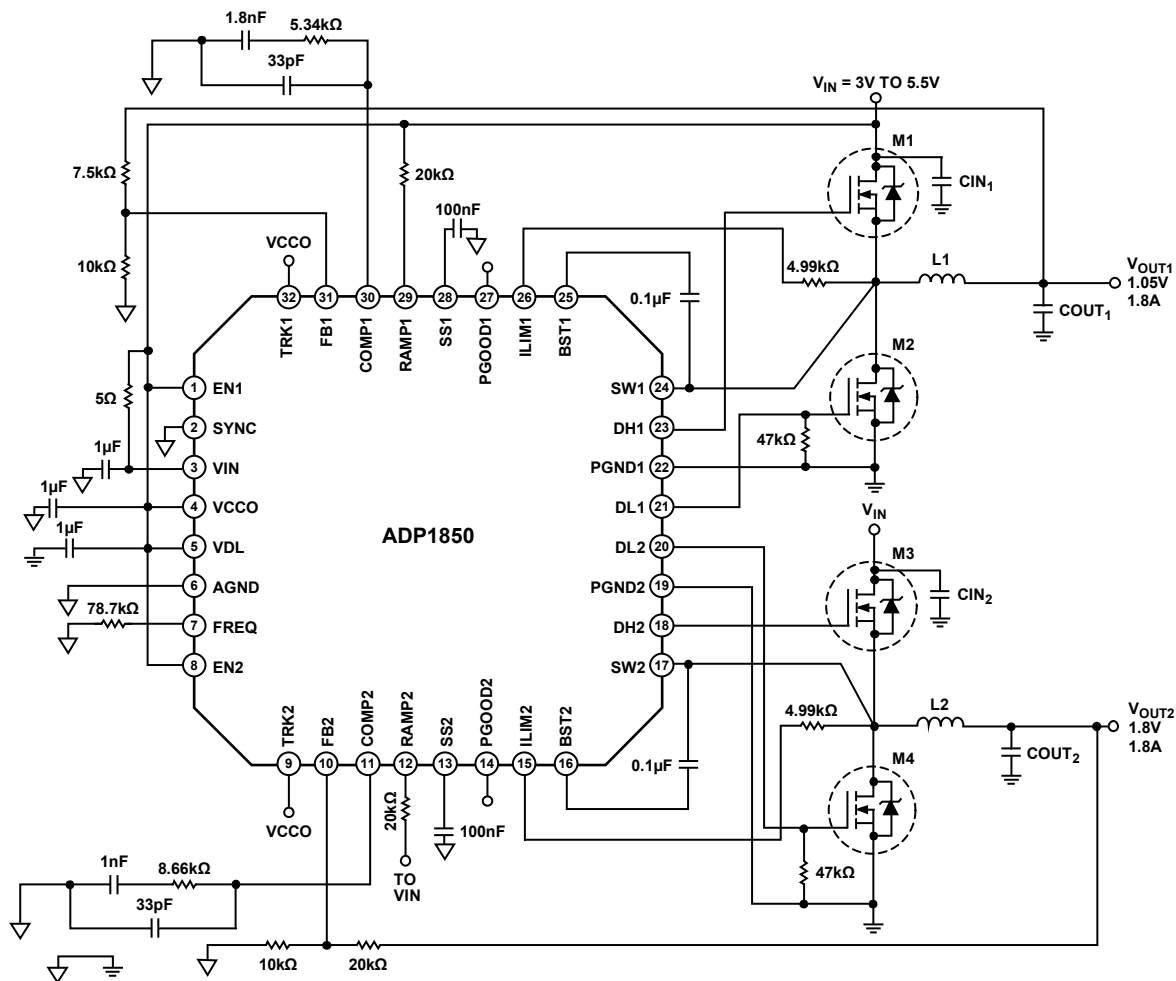 1.8nF
5.34kΩ
33pF
V_IN = 3V TO 5.5V
M1
7.5kΩ
20kΩ
CIN₁
100nF
VCCO
10kΩ
4.99kΩ
L1
V_OUT1
1.05V
1.8A
0.1µF
COUT₁
32
31
30
29
28
27
26
25
TRK1
FB1
COMP1
RAMP1
SS1
PGOOD1
ILIM1
BST1
M2
1
EN1
SW1
24
5Ω
2
SYNC
DH1
23
47kΩ
1µF
3
VIN
PGND1
22
1µF
4
VCCO
DL1
21
V_IN
1µF
5
VDL
ADP1850
DL2
20
M3
6
AGND
PGND2
19
CIN₂
78.7kΩ
7
FREQ
DH2
18
8
EN2
SW2
17
TRK2
FB2
COMP2
RAMP2
SS2
PGOOD2
ILIM2
BST2
4.99kΩ
L2
V_OUT2
1.8V
1.8A
9
10
11
12
13
14
15
16
0.1µF
M4
COUT₂
20kΩ
VCCO
100nF
1nF
8.66kΩ
TO
VIN
47kΩ
33pF
10kΩ
20kΩ